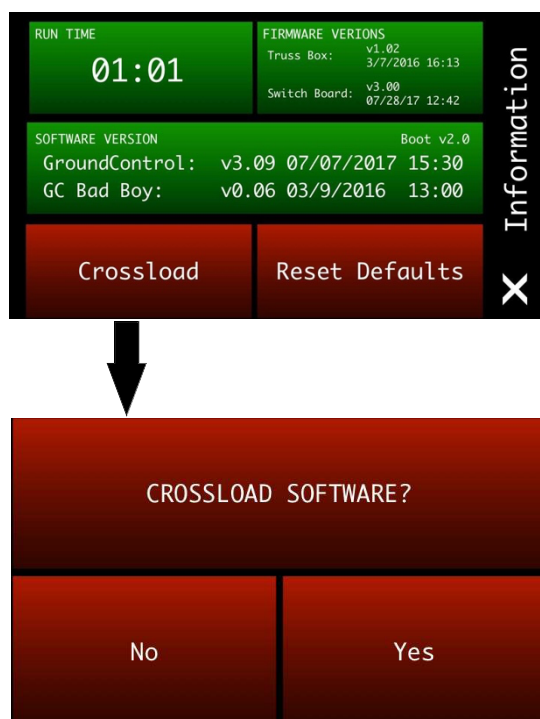 RUN TIME
01:01
FIRMWARE VERIONS
Truss Box: v1.02
3/7/2016 16:13
Switch Board: v3.00
07/28/17 12:42
SOFTWARE VERSION Boot v2.0
GroundControl: v3.09 07/07/2017 15:30
GC Bad Boy: v0.06 03/9/2016 13:00
Crossload
Reset Defaults
Information
X
CROSSLOAD SOFTWARE?
No
Yes